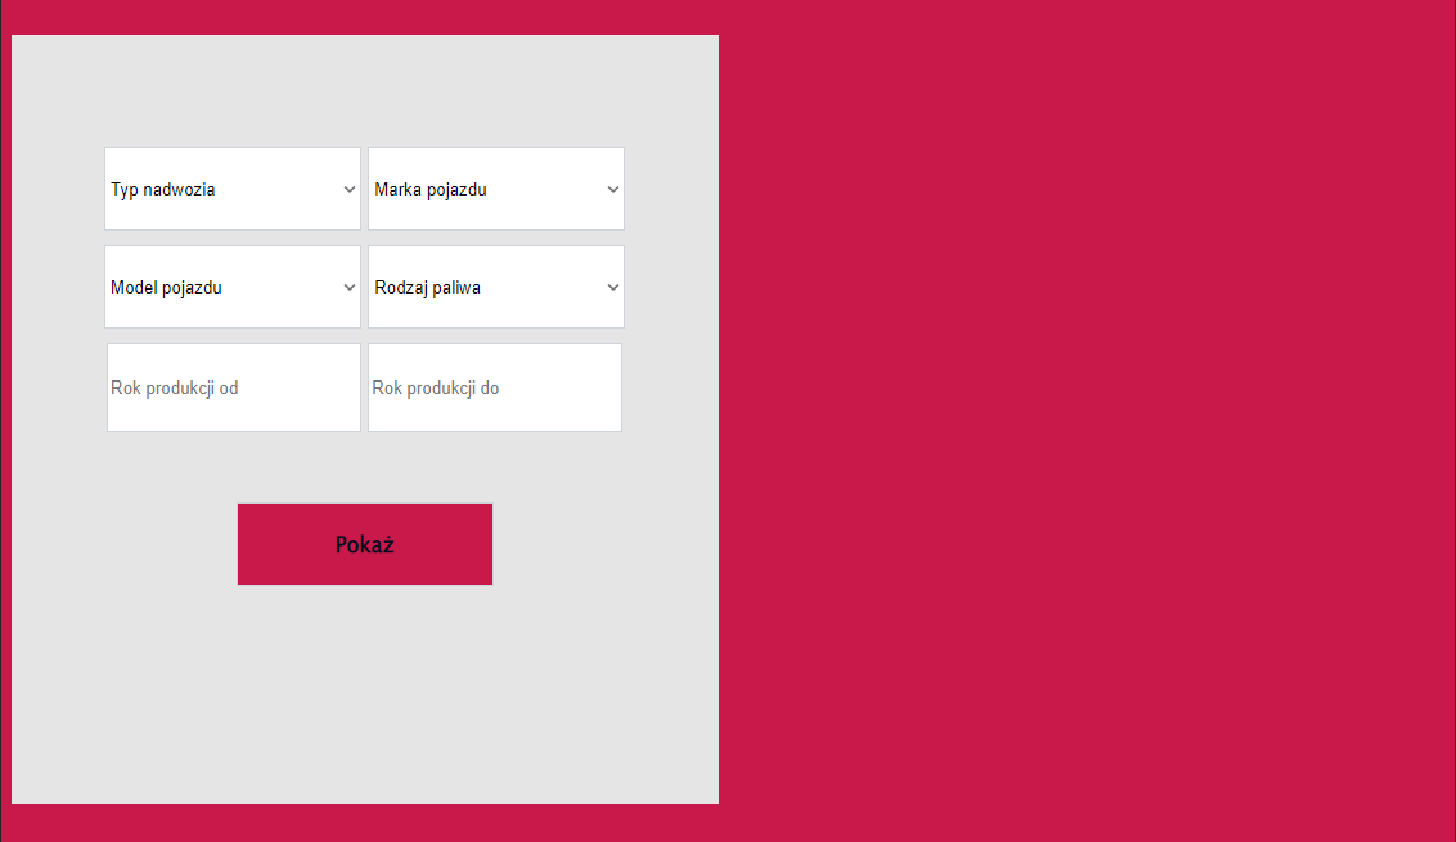 Typ nadwozia
Marka pojazdu
Model pojazdu
Rodzaj paliwa
Rok produkcji od
Rok produkcji do
Pokaż